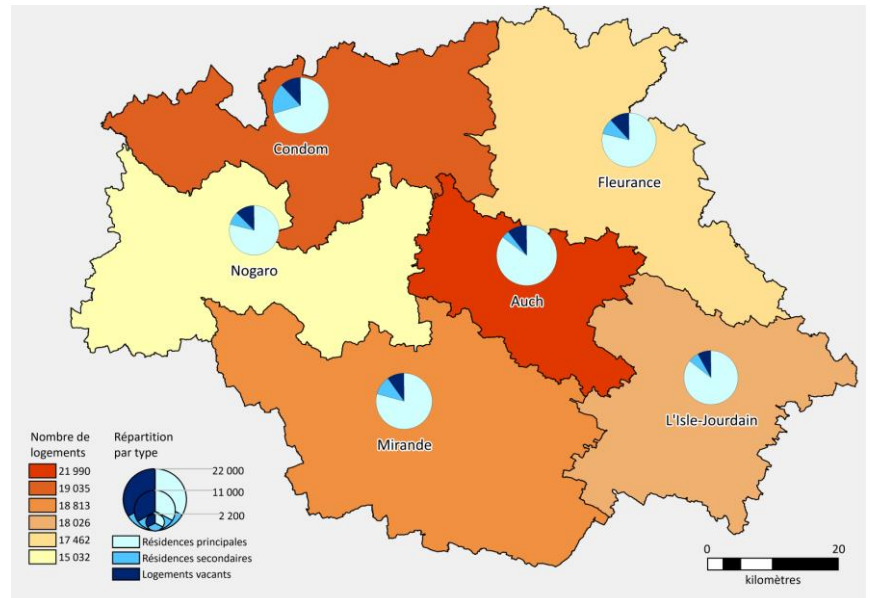 Condom
Fleurance
Nogaro
Auch
L'Isle-Jourdain
Mirande
Nombre de
logements
21 990
19 035
18 813
18 026
17 462
15 032
Répartition
par type
22 000
11 000
2 200
Résidences principales
Résidences secondaires
Logements vacants
0 20
kilomètres